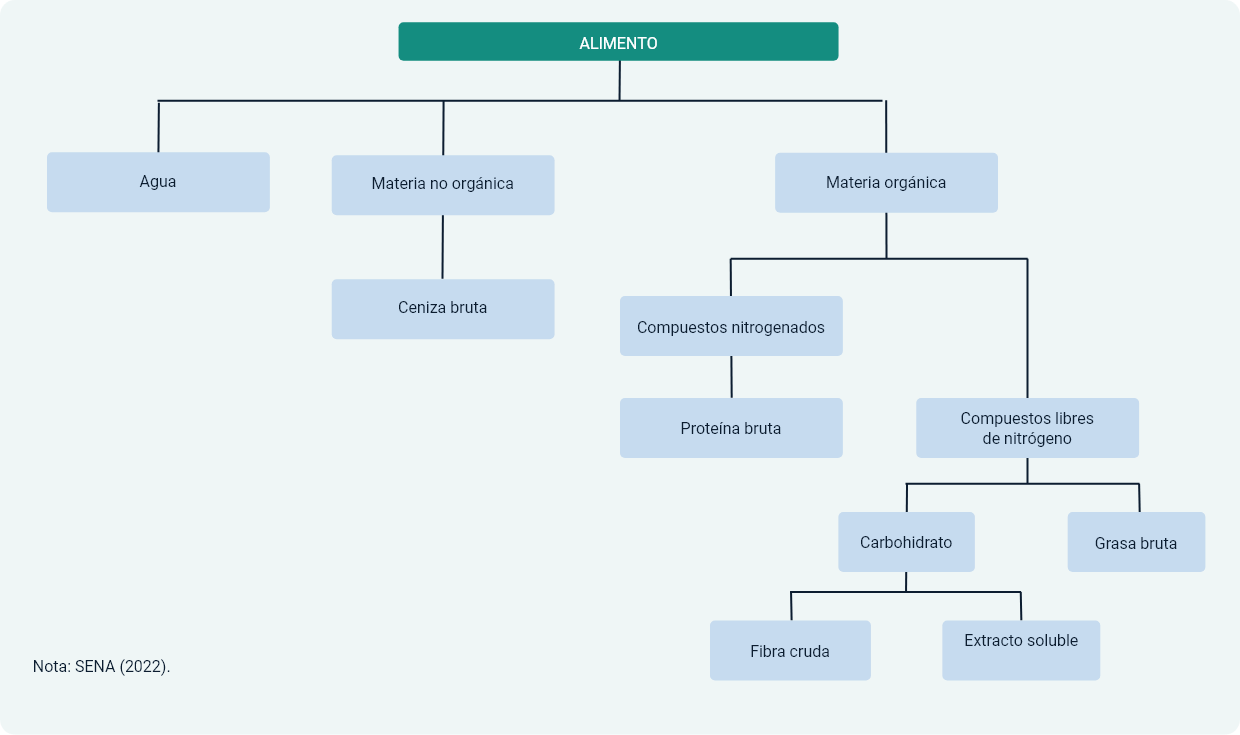 ALIMENTO
Agua
Materia no orgánica
Materia orgánica
Ceniza bruta
Compuestos nitrogenados
Proteína bruta
Compuestos libres
de nitrógeno
Carbohidrato
Grasa bruta
Fibra cruda
Extracto soluble
Nota: SENA (2022).